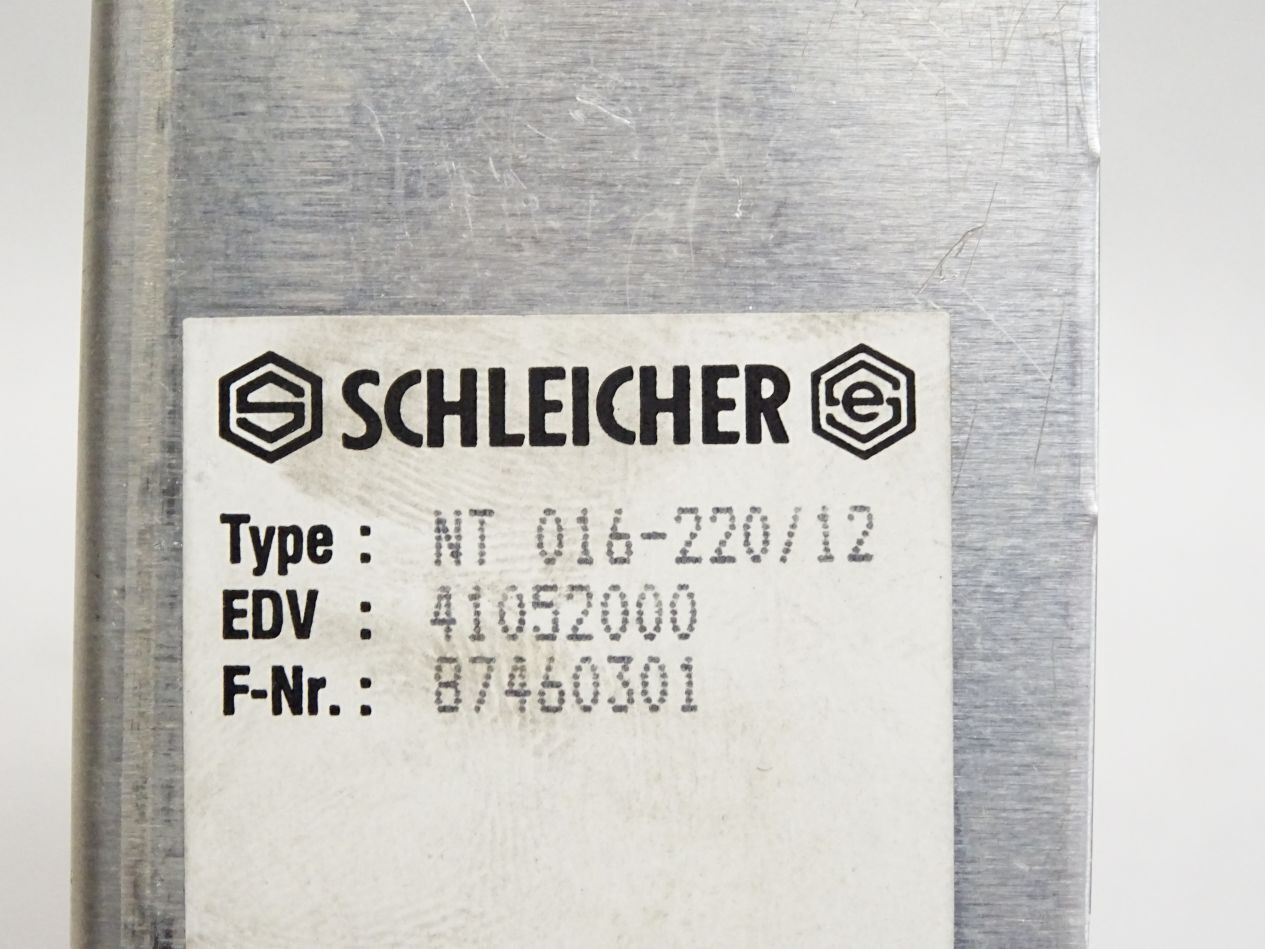 SCHLEICHER
Type : NT 016-220/12
EDV : 41052000
F-Nr. : 87460301